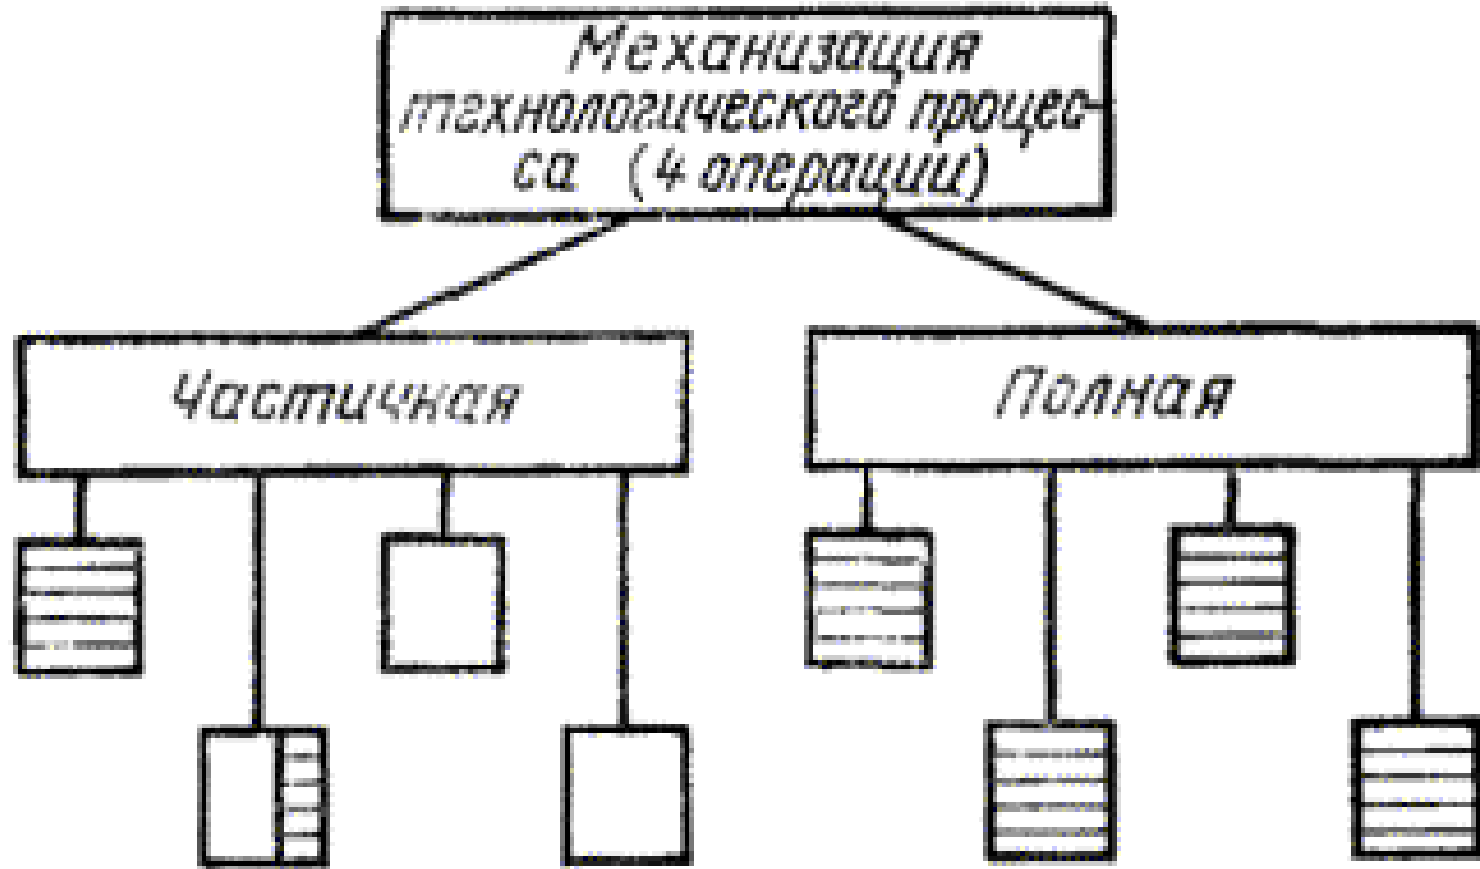 Механизация
технологического процес-
са (4 операции)
Частичная
Полная